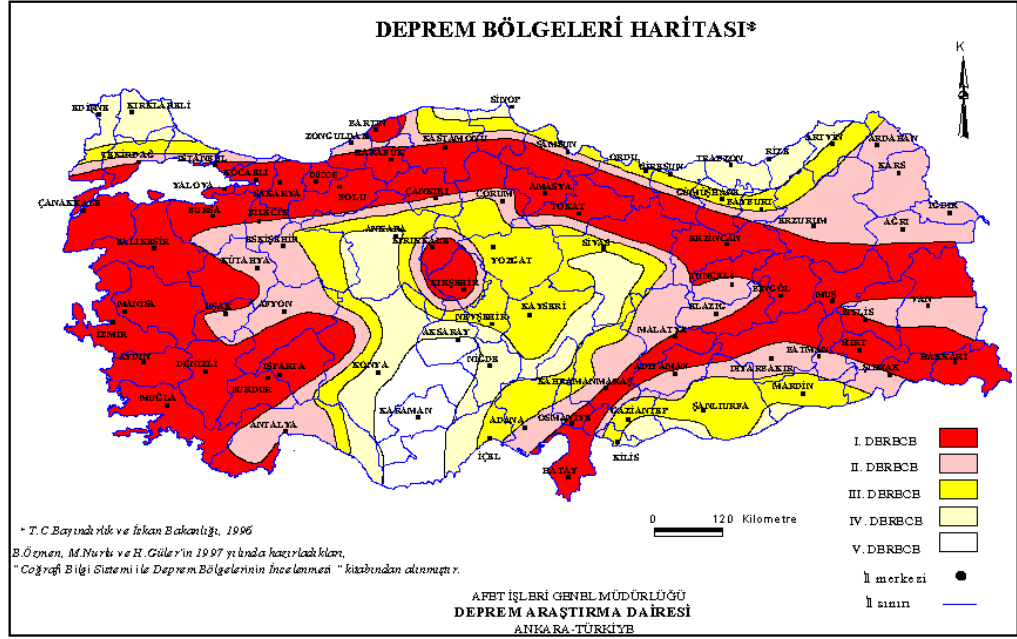 DEPREM BÖLGELERİ HARİTASI*
K
EDİRNE
KIRKLARELİ
TEKİRDAĞ
İSTANBUL
KOCAELİ
YALOVA
SAKARYA
DÜZCE
BOLU
ZONGULDAK
BARTIN
KARABÜK
KASTAMONU
SİNOP
SAMSUN
ORDU
GİRESUN
TRABZON
RİZE
ARTVİN
ARDAHAN
KARS
IĞDIR
AĞRI
ERZURUM
BAYBURT
GÜMÜŞHANE
ÇANAKKALE
BURSA
BİLECİK
ÇANKIRI
ÇORUM
AMASYA
TOKAT
BALIKESİR
ESKİŞEHİR
KÜTAHYA
ANKARA
KIRIKKALE
YOZGAT
SİVAS
ERZİNCAN
TUNCELİ
BİNGÖL
MUŞ
BİTLİS
VAN
MANİSA
UŞAK
AFYON
KIRŞEHİR
KAYSERİ
NEVŞEHİR
AKSARAY
ELAZIĞ
MALATYA
İZMİR
AYDIN
DENİZLİ
ISPARTA
BURDUR
KONYA
NİĞDE
KAHRAMANMARAŞ
ADIYAMAN
DİYARBAKIR
BATMAN
SİİRT
ŞIRNAK
HAKKARİ
MUĞLA
ANTALYA
KARAMAN
ADANA
OSMANİYE
GAZİANTEP
ŞANLIURFA
MARDİN
İÇEL
KİLİS
HATAY
I. DERECE
II. DERECE
III. DERECE
IV. DERECE
V. DERECE
İl merkezi
İl sınırı
0 120 Kilometre
* T.C.Bayındırlık ve İskan Bakanlığı, 1996
B.Özmen, M.Nurlu ve H.Güler'in 1997 yılında hazırladıkları,
"Coğrafi Bilgi Sistemi ile Deprem Bölgelerinin İncelenmesi" kitabından alınmıştır.
AFET İŞLERİ GENEL MÜDÜRLÜĞÜ
DEPREM ARAŞTIRMA DAİRESİ
ANKARA-TÜRKİYE